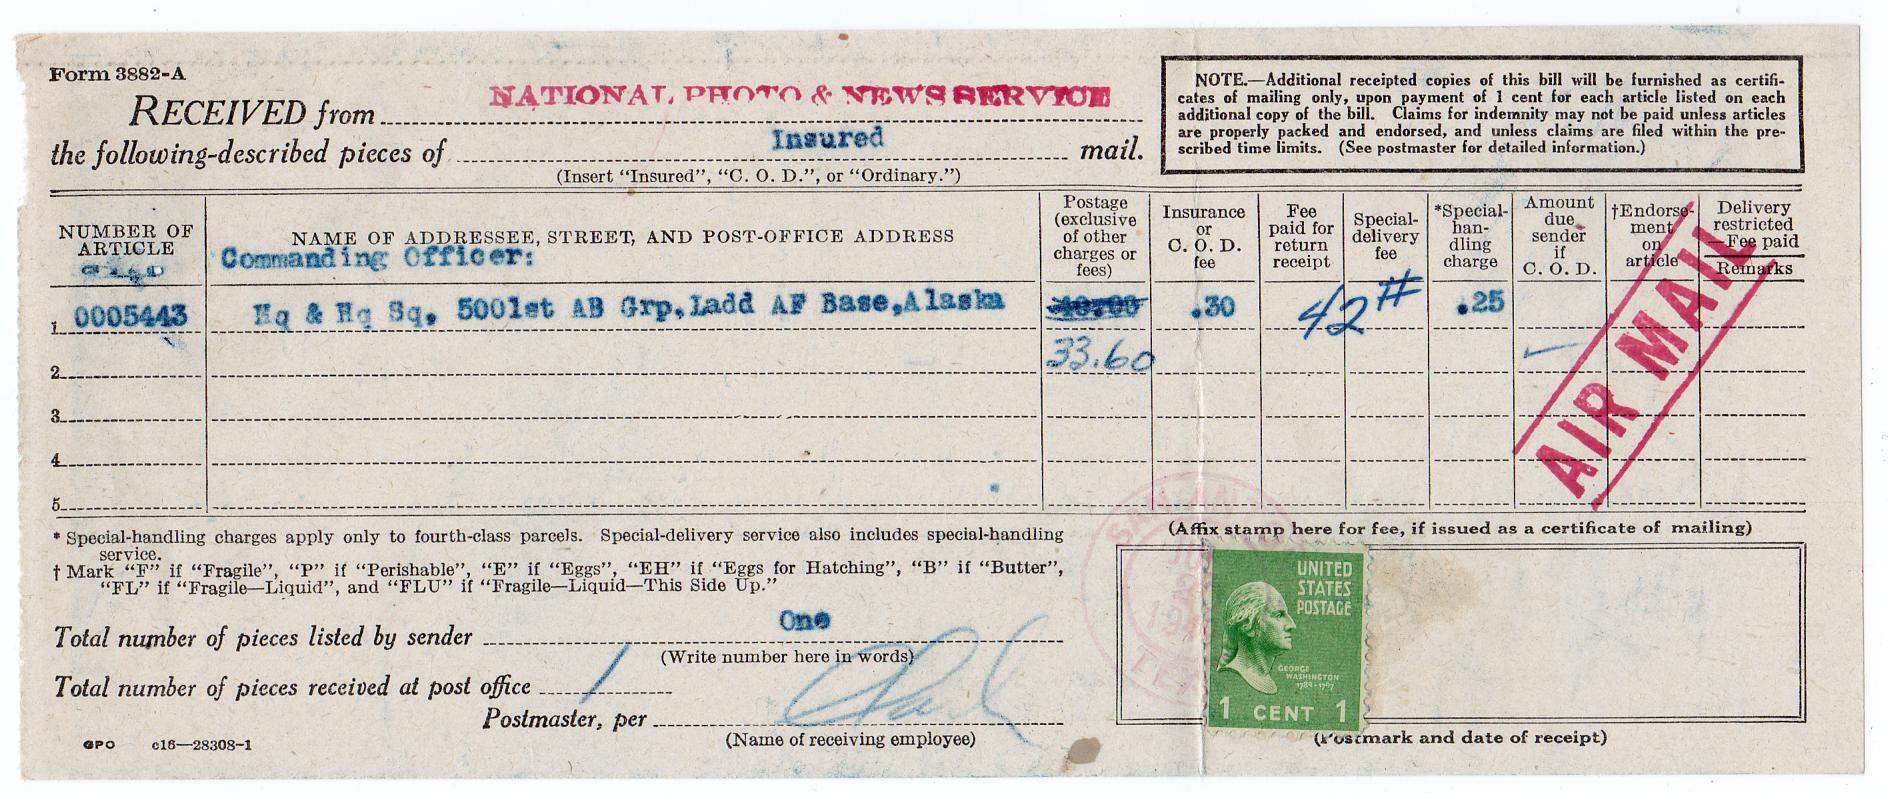 Form 3882-A
RECEIVED from NATIONAL PHOTO & NEWS SERVICE
the following-described pieces of Insured mail.
(Insert "Insured", "C. O. D.", or "Ordinary.")
NOTE.—Additional receipted copies of this bill will be furnished as certifi-
cates of mailing only, upon payment of 1 cent for each article listed on each
additional copy of the bill. Claims for indemnity may not be paid unless articles
are properly packed and endorsed, and unless claims are filed within the pre-
scribed time limits. (See postmaster for detailed information.)
NUMBER OF
ARTICLE
NAME OF ADDRESSEE, STREET, AND POST-OFFICE ADDRESS
Postage
(exclusive
of other
charges or
fees)
Insurance
or
C. O. D.
fee
Fee
paid for
return
receipt
Special-
delivery
fee
*Special-
han-
dling
charge
Amount
due
sender
if
C. O. D.
†Endorse-
ment
on
article
Delivery
restricted
—Fee paid
Remarks
Commanding Officer:
1 0005443 Hq & Hq Sq, 5001st AB Grp,Ladd AF Base,Alaska .30 42# .25
2 33.60
3
4
5
AIR MAIL
* Special-handling charges apply only to fourth-class parcels. Special-delivery service also includes special-handling
service.
† Mark "F" if "Fragile", "P" if "Perishable", "E" if "Eggs", "EH" if "Eggs for Hatching", "B" if "Butter",
"FL" if "Fragile—Liquid", and "FLU" if "Fragile—Liquid—This Side Up."
Total number of pieces listed by sender One
(Write number here in words)
Total number of pieces received at post office 1
Postmaster, per
(Name of receiving employee)
GPO c16—28308-1
(Affix stamp here for fee, if issued as a certificate of mailing)
UNITED
STATES
POSTAGE
GEORGE
WASHINGTON
1789-1797
1 CENT 1
(Postmark and date of receipt)